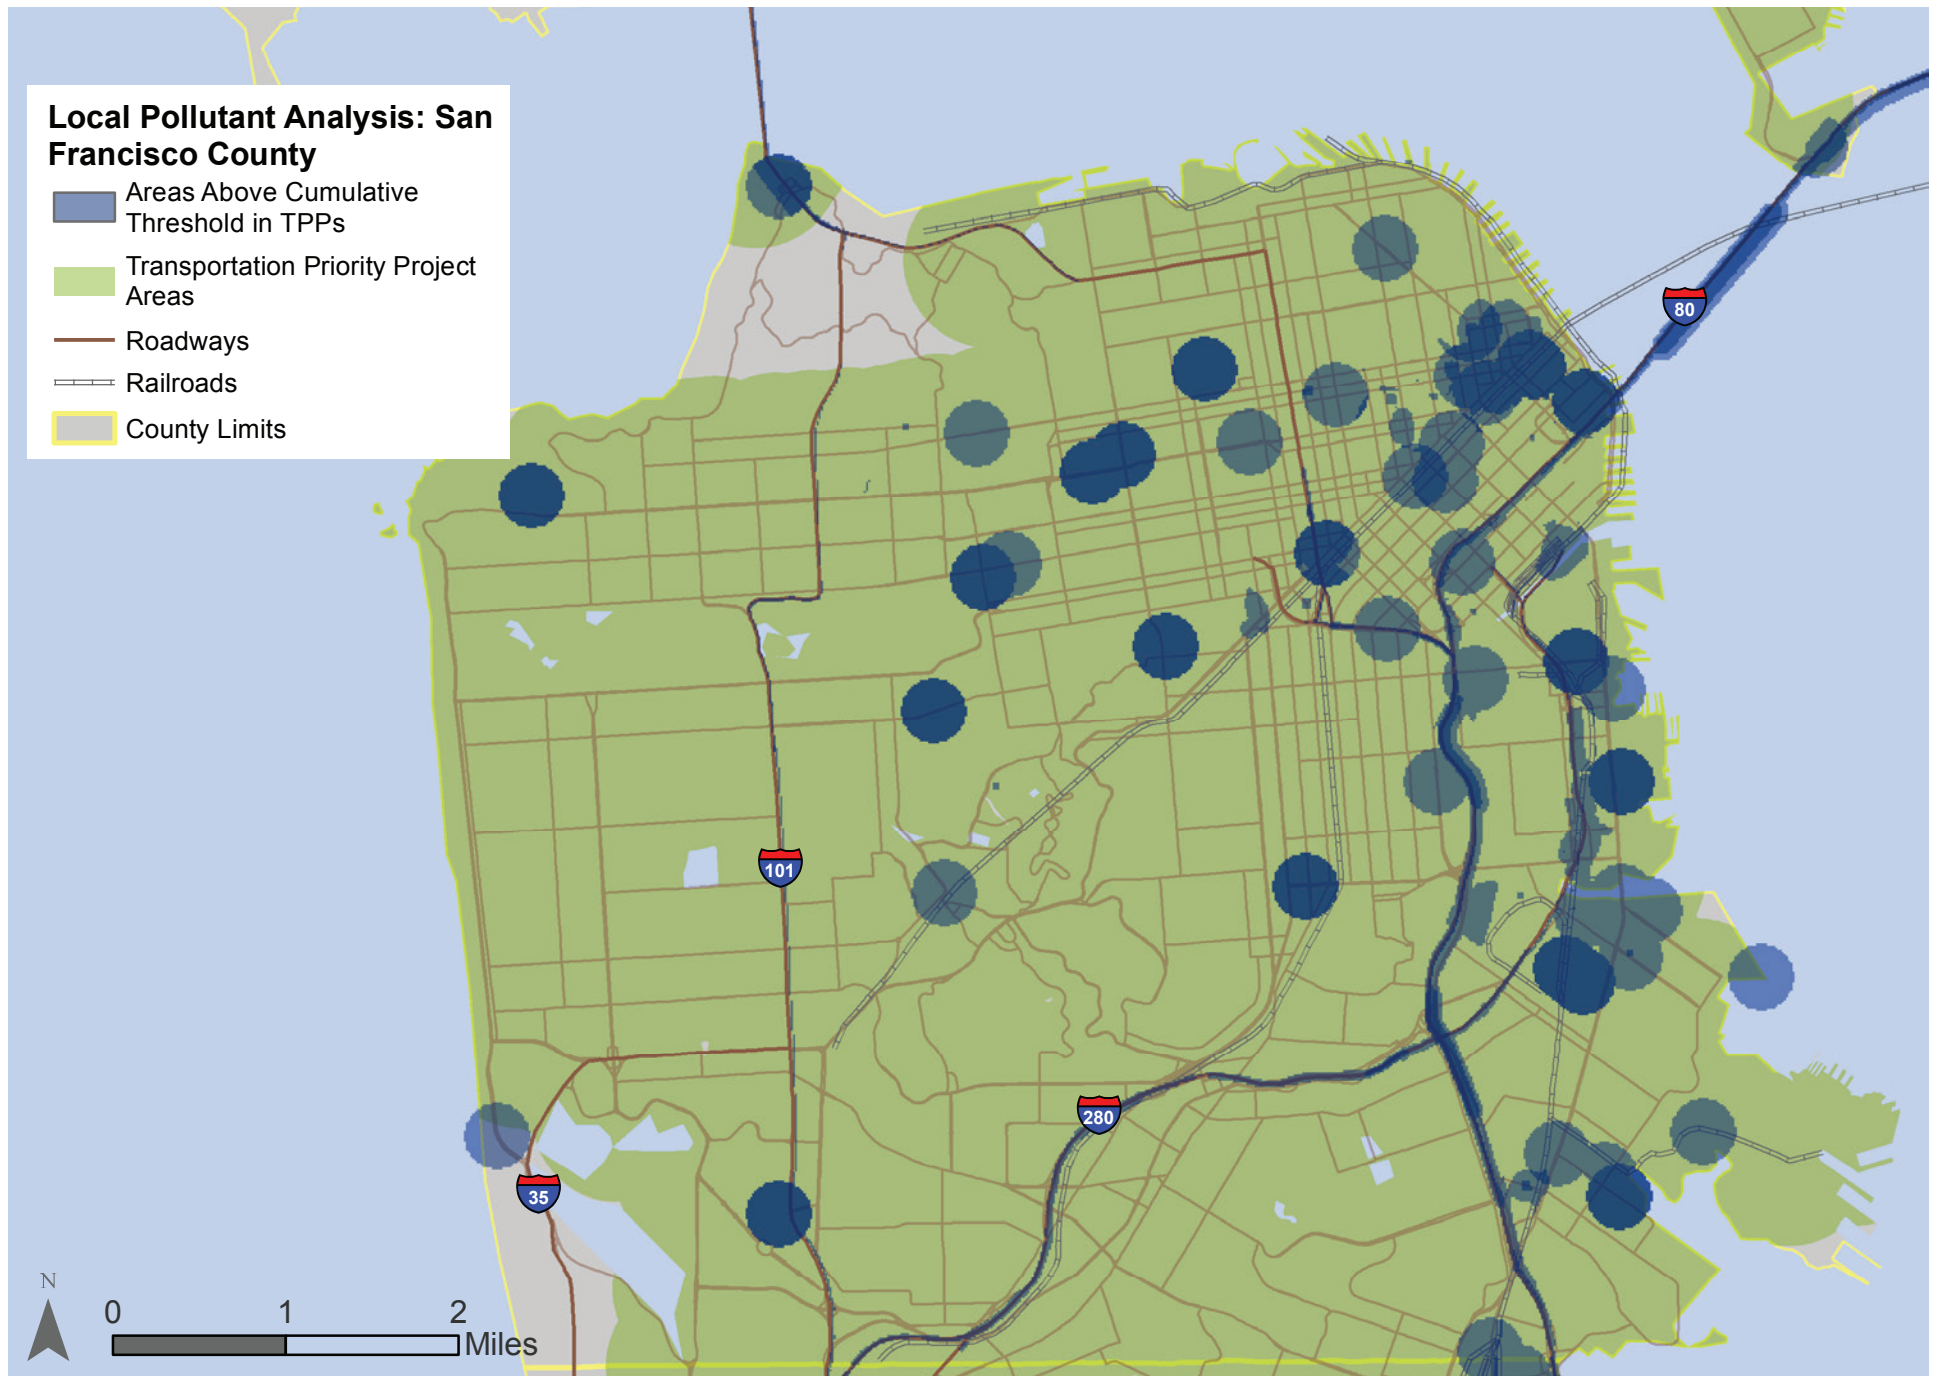 Local Pollutant Analysis: San
Francisco County
Areas Above Cumulative
Threshold in TPPs
Transportation Priority Project
Areas
Roadways
Railroads
County Limits
80
101
280
35
N
0 1 2
Miles